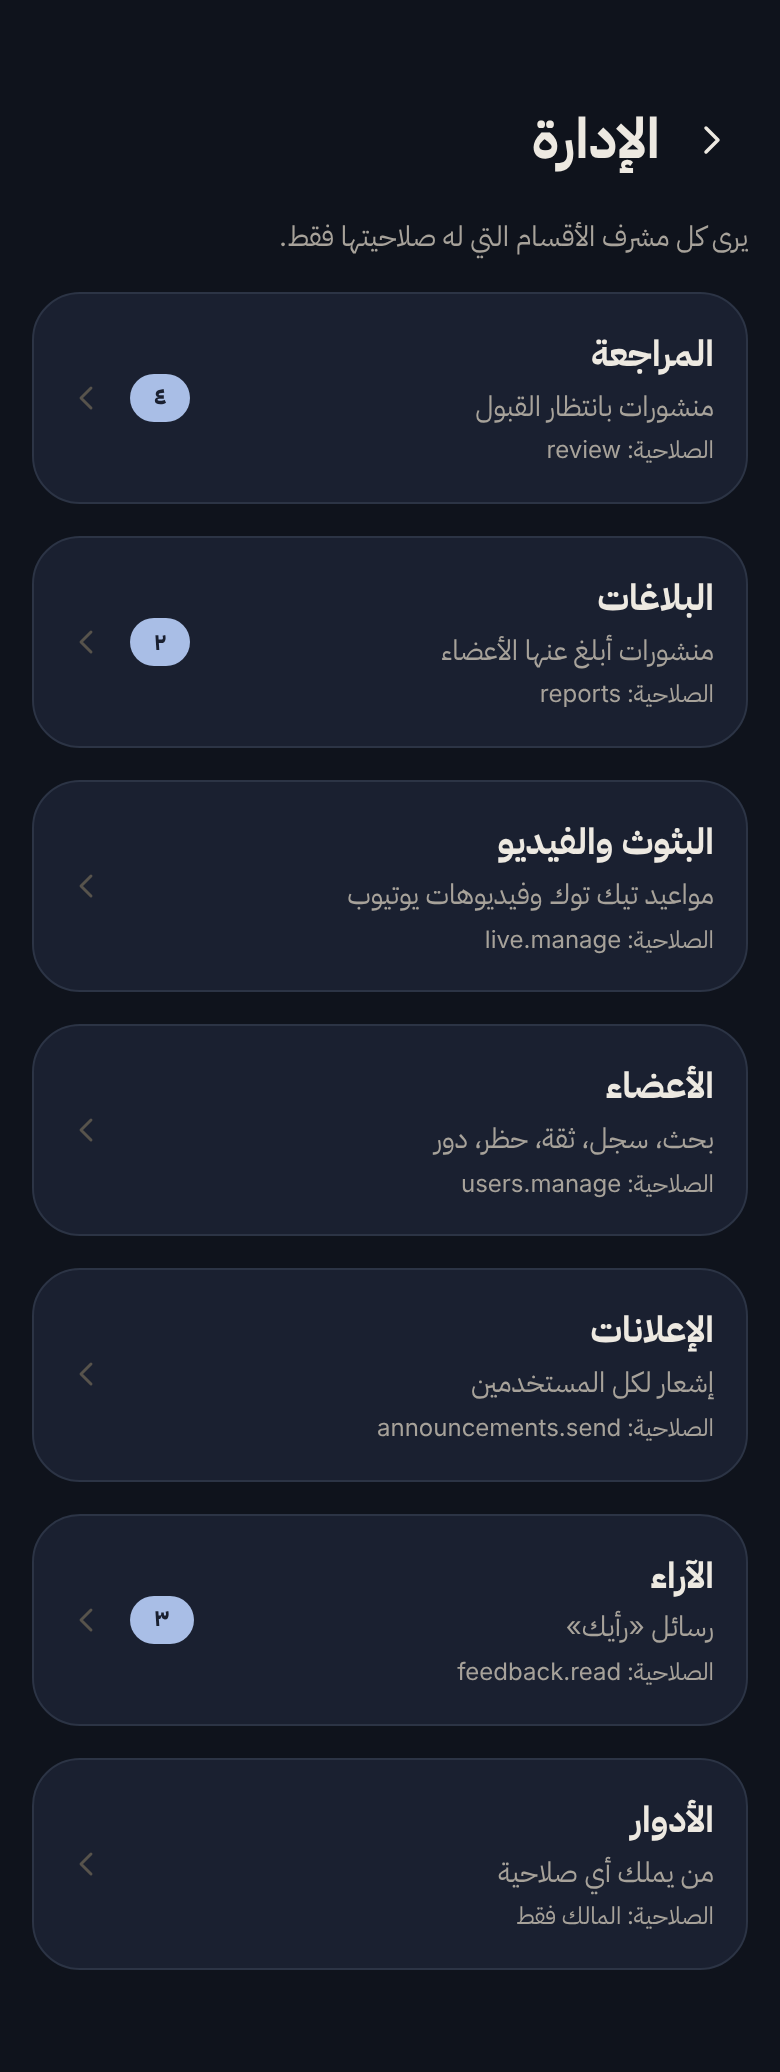 الإدارة
يرى كل مشرف الأقسام التي له صلاحيتها فقط.
المراجعة
منشورات بانتظار القبول
الصلاحية: review
٤
البلاغات
منشورات أبلغ عنها الأعضاء
الصلاحية: reports
٢
البثوث والفيديو
مواعيد تيك توك وفيديوهات يوتيوب
الصلاحية: live.manage
الأعضاء
بحث، سجل، ثقة، حظر، دور
الصلاحية: users.manage
الإعلانات
إشعار لكل المستخدمين
الصلاحية: announcements.send
الآراء
رسائل «رأيك»
الصلاحية: feedback.read
٣
الأدوار
من يملك أي صلاحية
الصلاحية: المالك فقط